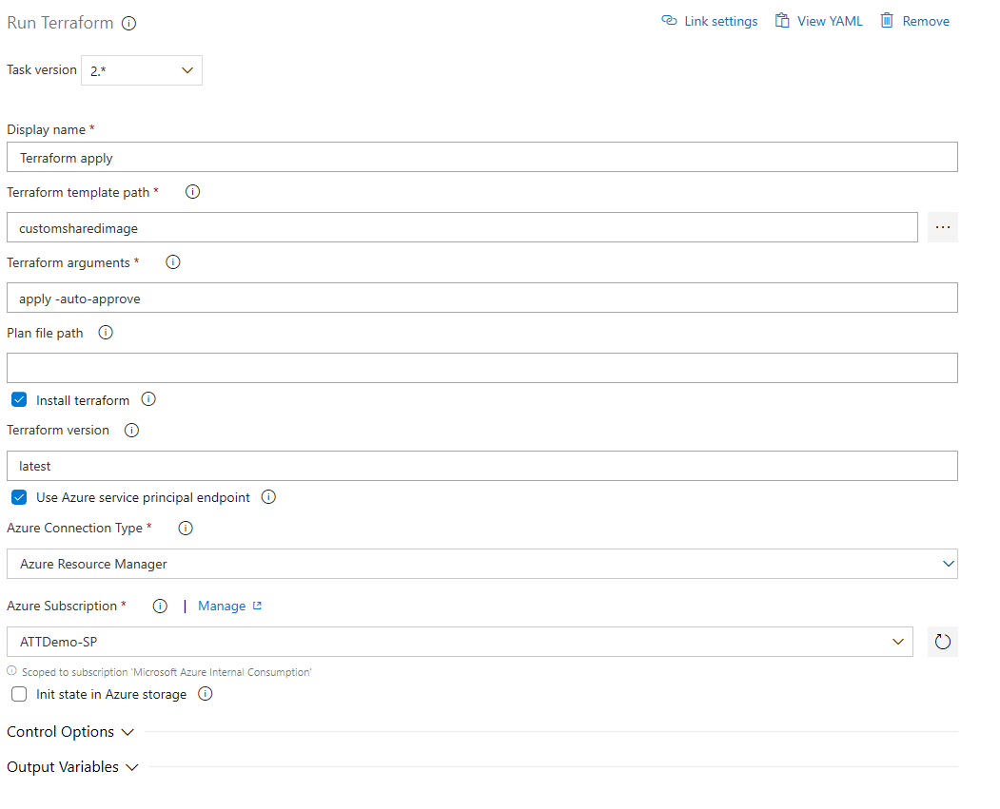 Run Terraform
Link settings View YAML Remove
Task version 2.*
Display name *
Terraform apply
Terraform template path *
customsharedimage
...
Terraform arguments *
apply -auto-approve
Plan file path
Install terraform
Terraform version
latest
Use Azure service principal endpoint
Azure Connection Type *
Azure Resource Manager
Azure Subscription * | Manage
ATTDemo-SP
Scoped to subscription 'Microsoft Azure Internal Consumption'
Init state in Azure storage
Control Options
Output Variables